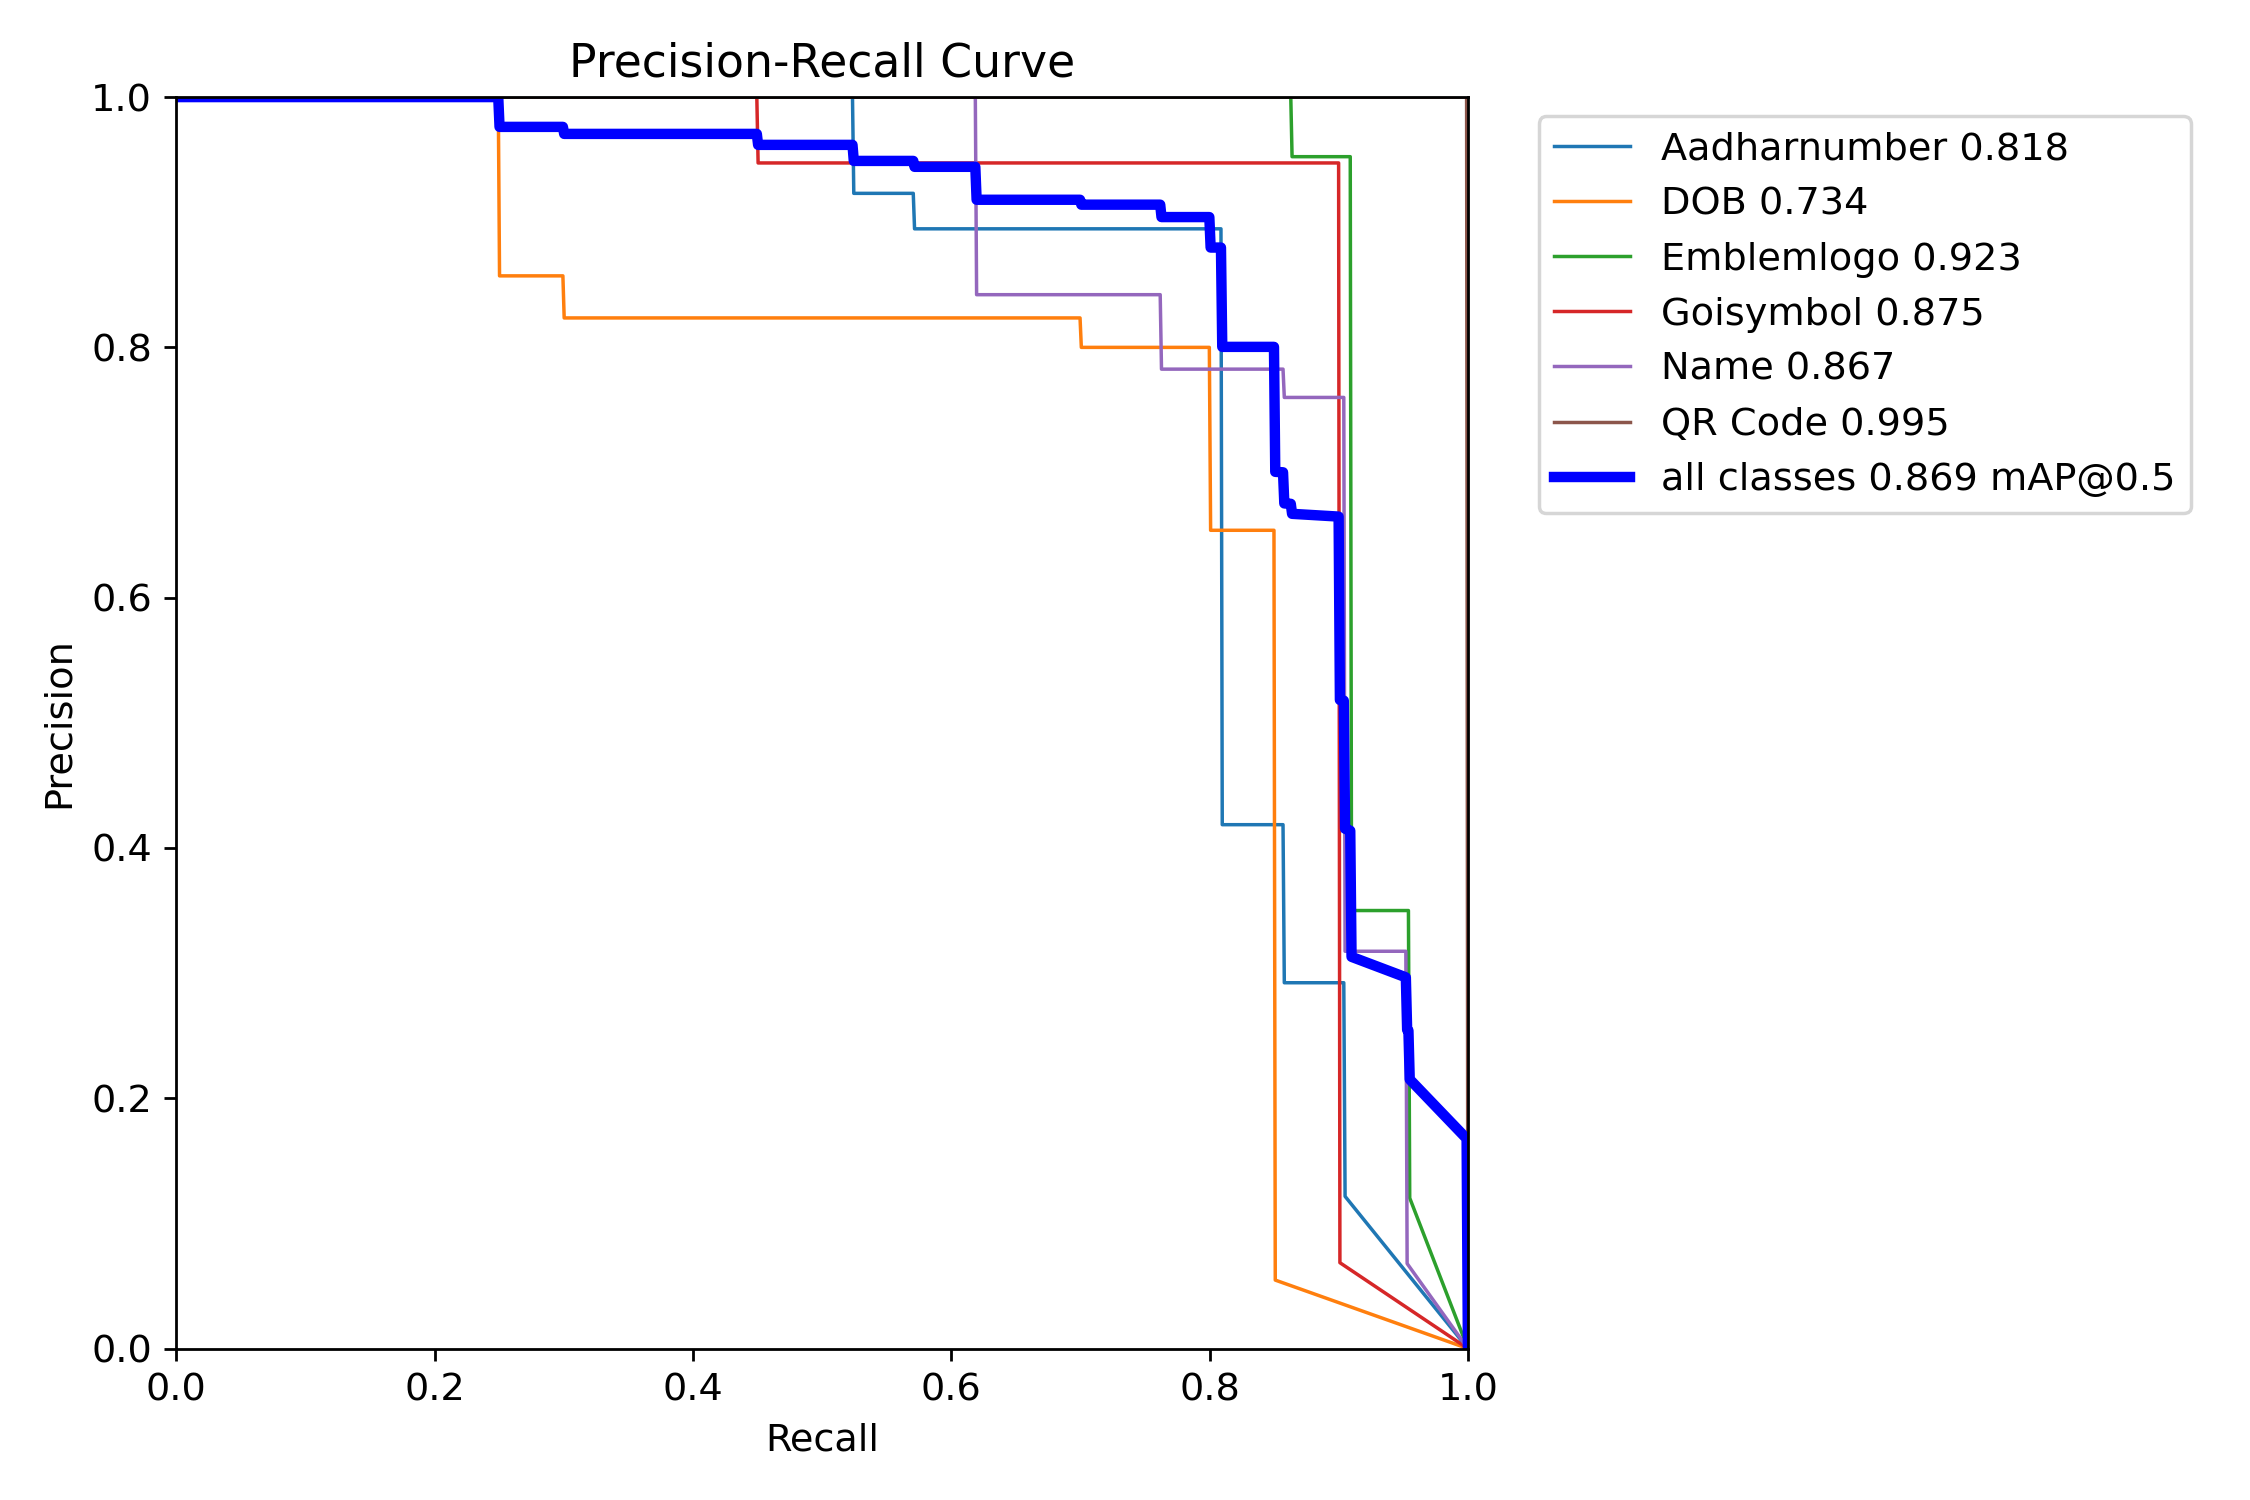 Precision-Recall Curve
1.0
0.8
0.6
0.4
0.2
0.0
Precision
0.0 0.2 0.4 0.6 0.8 1.0
Recall
Aadharnumber 0.818
DOB 0.734
Emblemlogo 0.923
Goisymbol 0.875
Name 0.867
QR Code 0.995
all classes 0.869 mAP@0.5